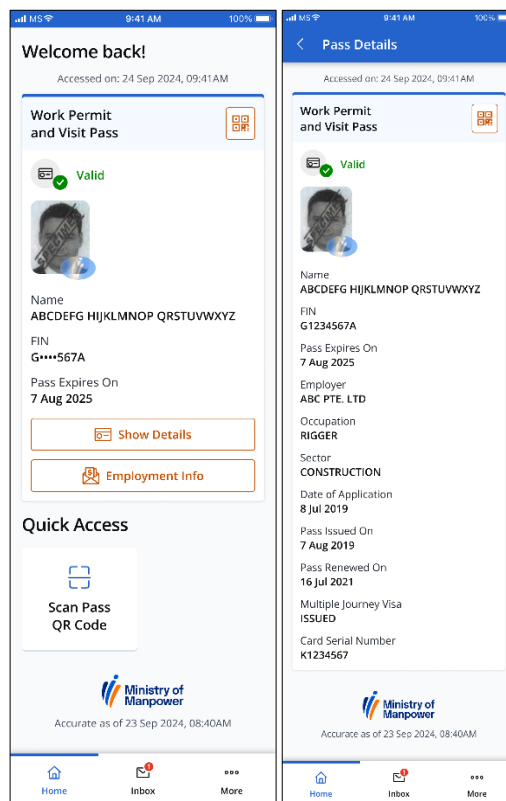 MS 9:41 AM 100%
Welcome back!
Accessed on: 24 Sep 2024, 09:41AM
Work Permit
and Visit Pass
Valid
SPECIMEN
Name
ABCDEFG HIJKLMNOP QRSTUVWXYZ
FIN
G••••567A
Pass Expires On
7 Aug 2025
Show Details
Employment Info
Quick Access
Scan Pass
QR Code
Ministry of
Manpower
Accurate as of 23 Sep 2024, 08:40AM
1
Home Inbox More
MS 9:41 AM 100%
Pass Details
Accessed on: 24 Sep 2024, 09:41AM
Work Permit
and Visit Pass
Valid
SPECIMEN
Name
ABCDEFG HIJKLMNOP QRSTUVWXYZ
FIN
G1234567A
Pass Expires On
7 Aug 2025
Employer
ABC PTE. LTD
Occupation
RIGGER
Sector
CONSTRUCTION
Date of Application
8 Jul 2019
Pass Issued On
7 Aug 2019
Pass Renewed On
16 Jul 2021
Multiple Journey Visa
ISSUED
Card Serial Number
K1234567
Ministry of
Manpower
Accurate as of 23 Sep 2024, 08:40AM
1
Home Inbox More